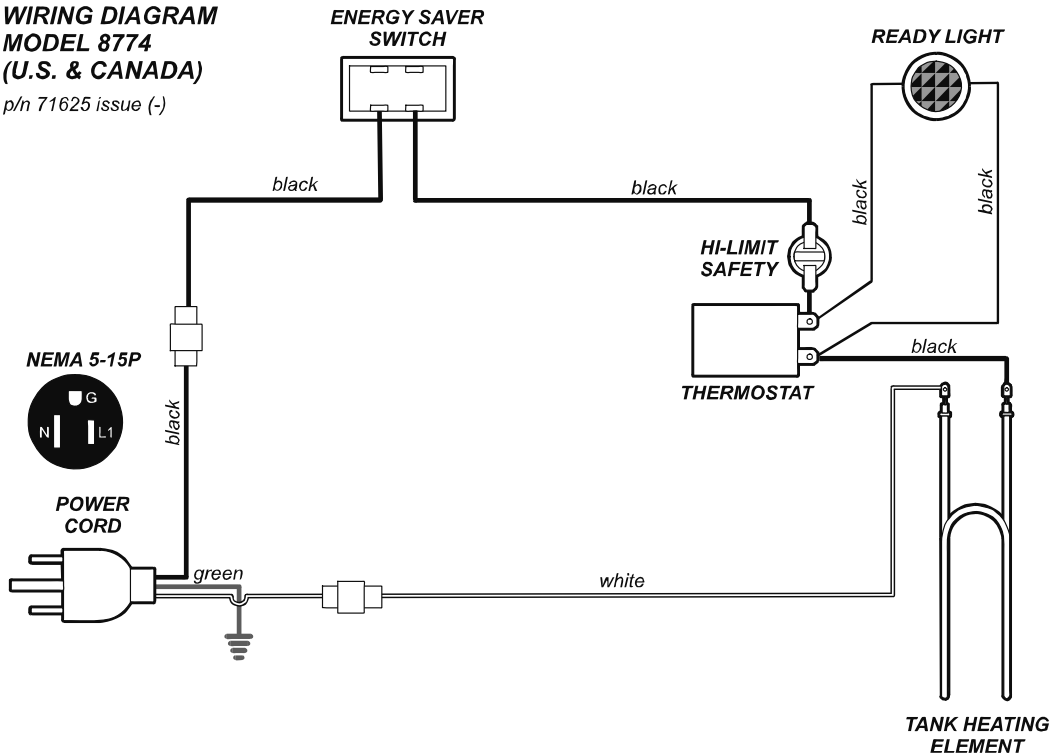 WIRING DIAGRAM
MODEL 8774
(U.S. & CANADA)
p/n 71625 issue (-)
ENERGY SAVER
SWITCH
READY LIGHT
black
black
black
black
HI-LIMIT
SAFETY
NEMA 5-15P
G
N
L1
black
THERMOSTAT
black
POWER
CORD
green
white
TANK HEATING
ELEMENT